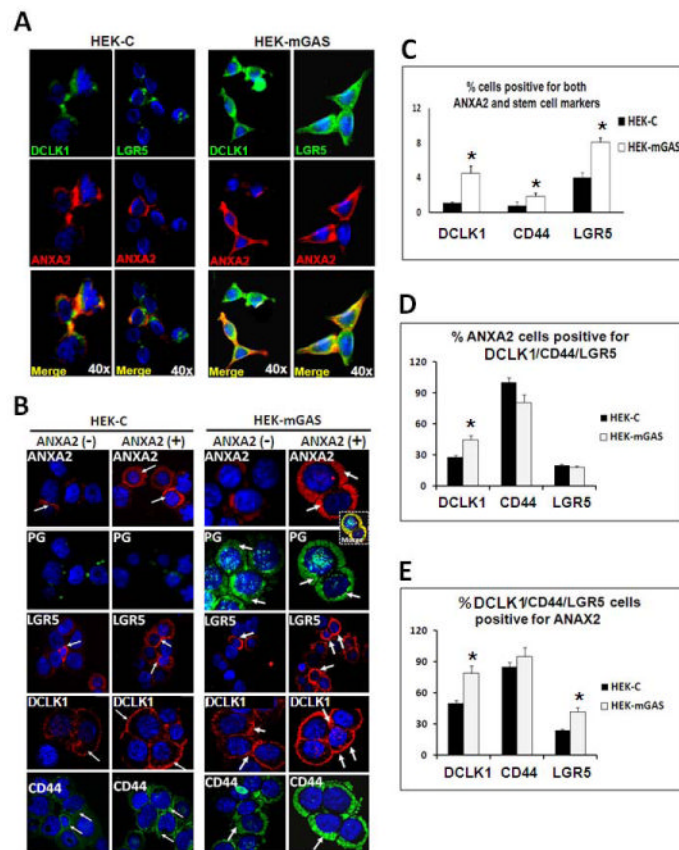 A
HEK-C HEK-mGAS
DCLK1 LGR5 DCLK1 LGR5
ANXA2 ANXA2 ANXA2 ANXA2
Merge 40x Merge 40x Merge 40x Merge 40x
B
HEK-C HEK-mGAS
ANXA2 (-) ANXA2 (+) ANXA2 (-) ANXA2 (+)
ANXA2 ANXA2 ANXA2 ANXA2
Merge
PG PG PG PG
LGR5 LGR5 LGR5 LGR5
DCLK1 DCLK1 DCLK1 DCLK1
CD44 CD44 CD44 CD44
C
% cells positive for both
ANXA2 and stem cell markers
12
8
4
0
* * *
HEK-C
HEK-mGAS
DCLK1 CD44 LGR5
D
% ANXA2 cells positive for
DCLK1/CD44/LGR5
120
90
60
30
0
*
HEK-C
HEK-mGAS
DCLK1 CD44 LGR5
E
%DCLK1/CD44/LGR5 cells
positive for ANAX2
120
90
60
30
0
* *
HEK-C
HEK-mGAS
DCLK1 CD44 LGR5